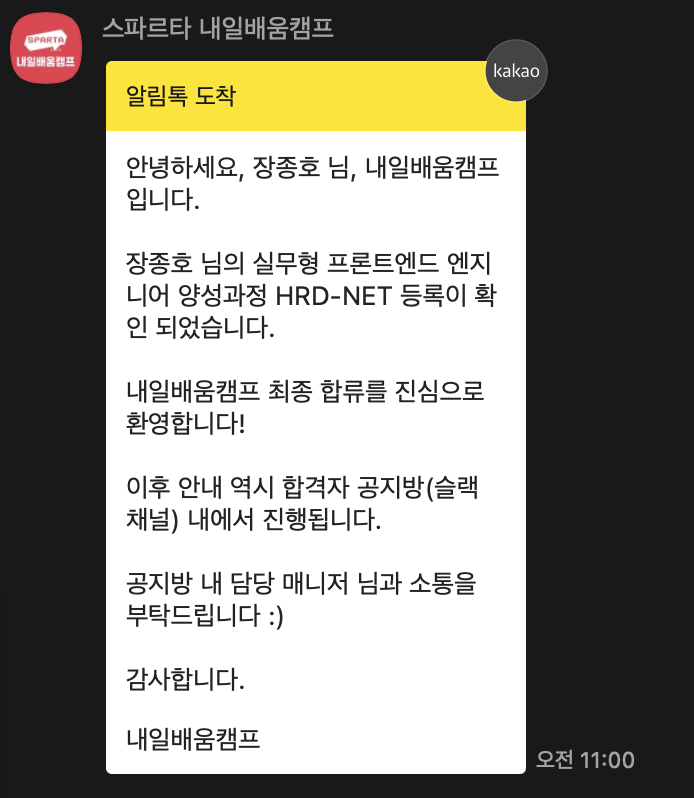 SPARTA
내일배움캠프
스파르타 내일배움캠프
kakao
알림톡 도착
안녕하세요, 장종호 님, 내일배움캠프
입니다.
장종호 님의 실무형 프론트엔드 엔지
니어 양성과정 HRD-NET 등록이 확
인 되었습니다.
내일배움캠프 최종 합류를 진심으로
환영합니다!
이후 안내 역시 합격자 공지방(슬랙
채널) 내에서 진행됩니다.
공지방 내 담당 매니저 님과 소통을
부탁드립니다 :)
감사합니다.
내일배움캠프
오전 11:00